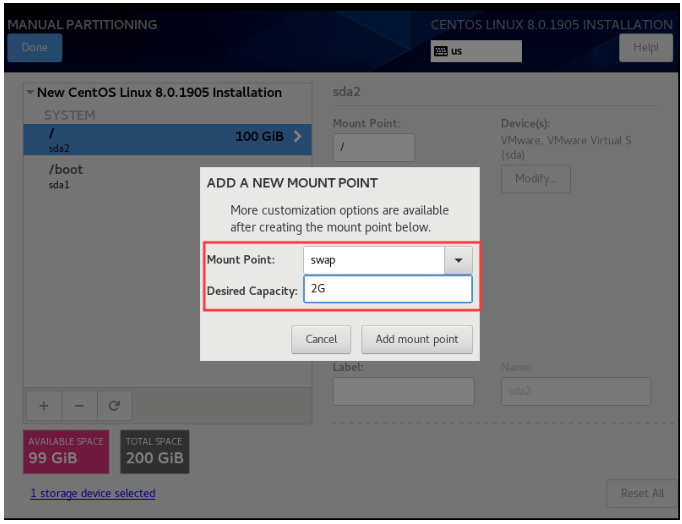 MANUAL PARTITIONING
CENTOS LINUX 8.0.1905 INSTALLATION
Done
us
Help!
New CentOS Linux 8.0.1905 Installation
SYSTEM
/
100 GiB
sda2
/boot
sda1
sda2
Mount Point:
/
Device(s):
VMware, VMware Virtual S
(sda)
Modify...
ADD A NEW MOUNT POINT
More customization options are available
after creating the mount point below.
Mount Point:
swap
Desired Capacity:
2G
Cancel
Add mount point
Label:
Name:
sda2
+
−
AVAILABLE SPACE
99 GiB
TOTAL SPACE
200 GiB
1 storage device selected
Reset All